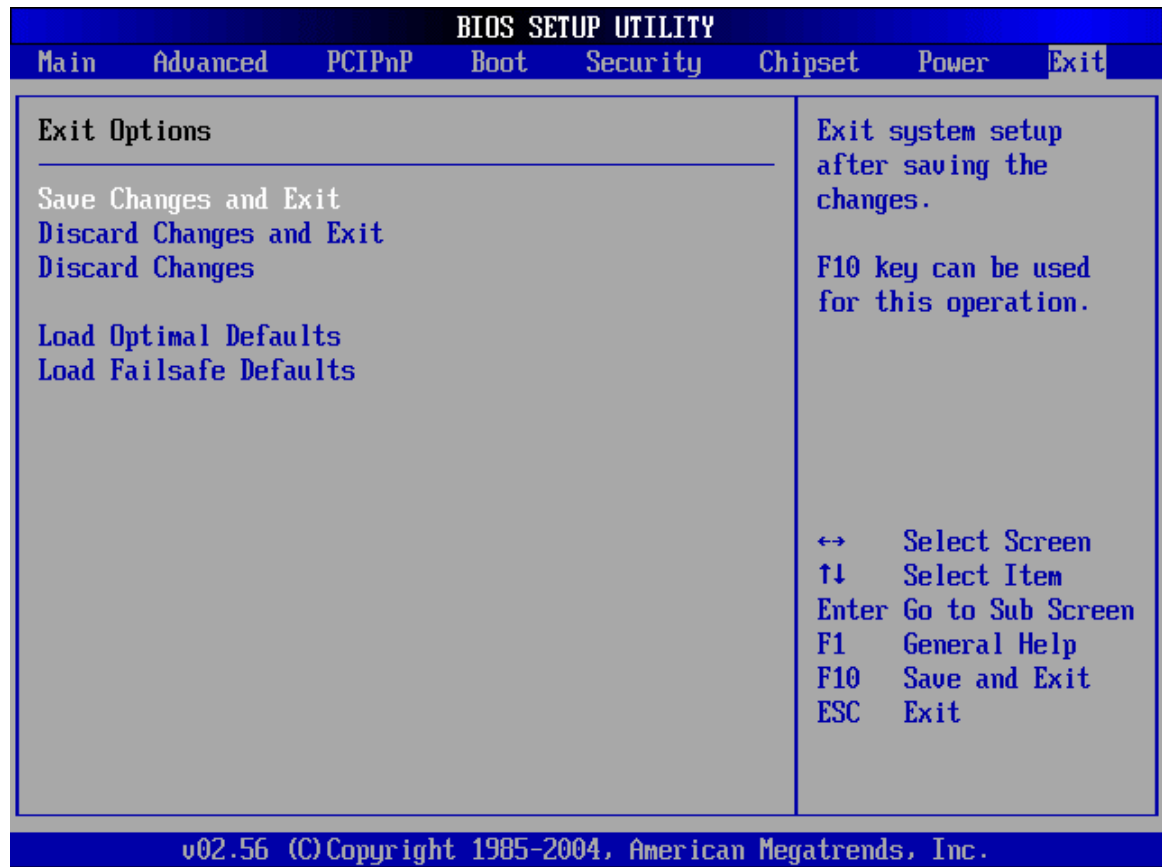 BIOS SETUP UTILITY
Main Advanced PCIPnP Boot Security Chipset Power Exit
Exit Options
Save Changes and Exit
Discard Changes and Exit
Discard Changes
Load Optimal Defaults
Load Failsafe Defaults
Exit system setup
after saving the
changes.
F10 key can be used
for this operation.
←→ Select Screen
↑↓ Select Item
Enter Go to Sub Screen
F1 General Help
F10 Save and Exit
ESC Exit
v02.56 (C)Copyright 1985-2004, American Megatrends, Inc.